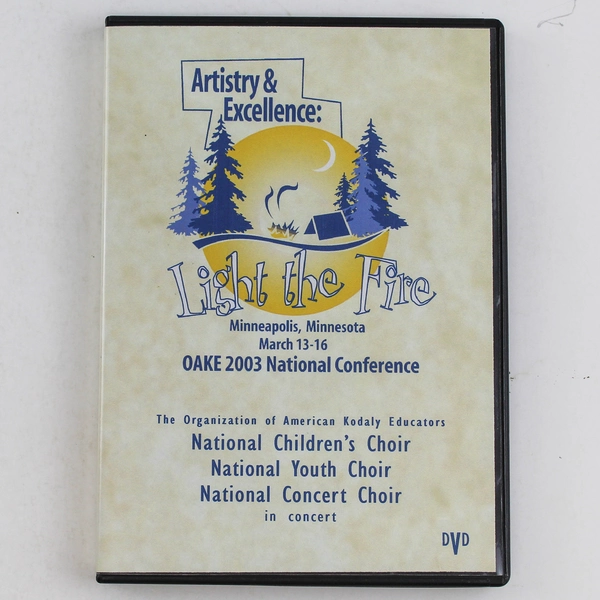 Artistry &
Excellence:
Light the Fire
Minneapolis, Minnesota
March 13-16
OAKE 2003 National Conference
The Organization of American Kodaly Educators
National Children's Choir
National Youth Choir
National Concert Choir
in concert
DVD